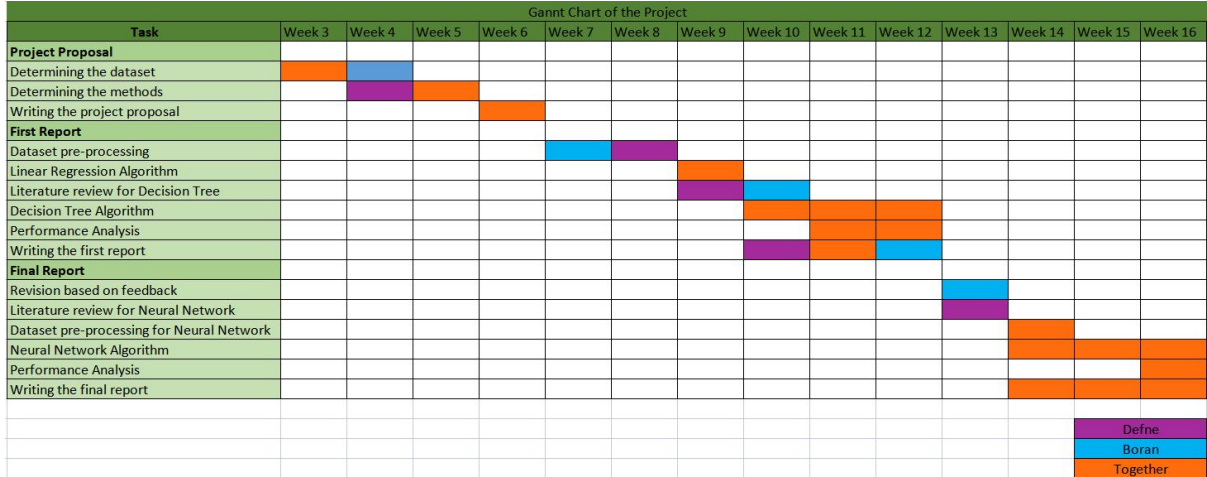 Gannt Chart of the Project
Task Week 3 Week 4 Week 5 Week 6 Week 7 Week 8 Week 9 Week 10 Week 11 Week 12 Week 13 Week 14 Week 15 Week 16
Project Proposal
Determining the dataset
Determining the methods
Writing the project proposal
First Report
Dataset pre-processing
Linear Regression Algorithm
Literature review for Decision Tree
Decision Tree Algorithm
Performance Analysis
Writing the first report
Final Report
Revision based on feedback
Literature review for Neural Network
Dataset pre-processing for Neural Network
Neural Network Algorithm
Performance Analysis
Writing the final report
Defne
Boran
Together